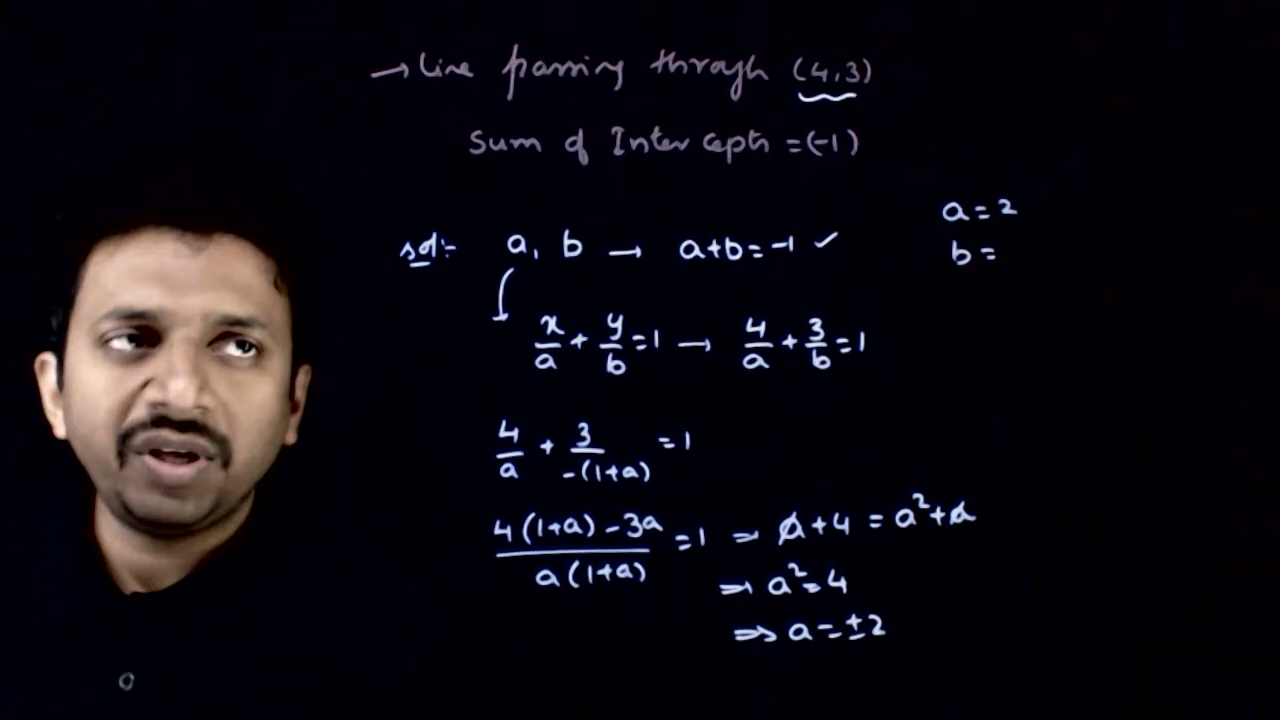 → Line passing through (4,3)
Sum of Intercepts = (-1)
a = 2
b =
sol:- a, b → a+b = -1 ✓
x/a + y/b = 1 → 4/a + 3/b = 1
4/a + 3/-(1+a) = 1
4(1+a) - 3a / a(1+a) = 1 ⇒ a + 4 = a² + a
⇒ a² = 4
⇒ a = ±2